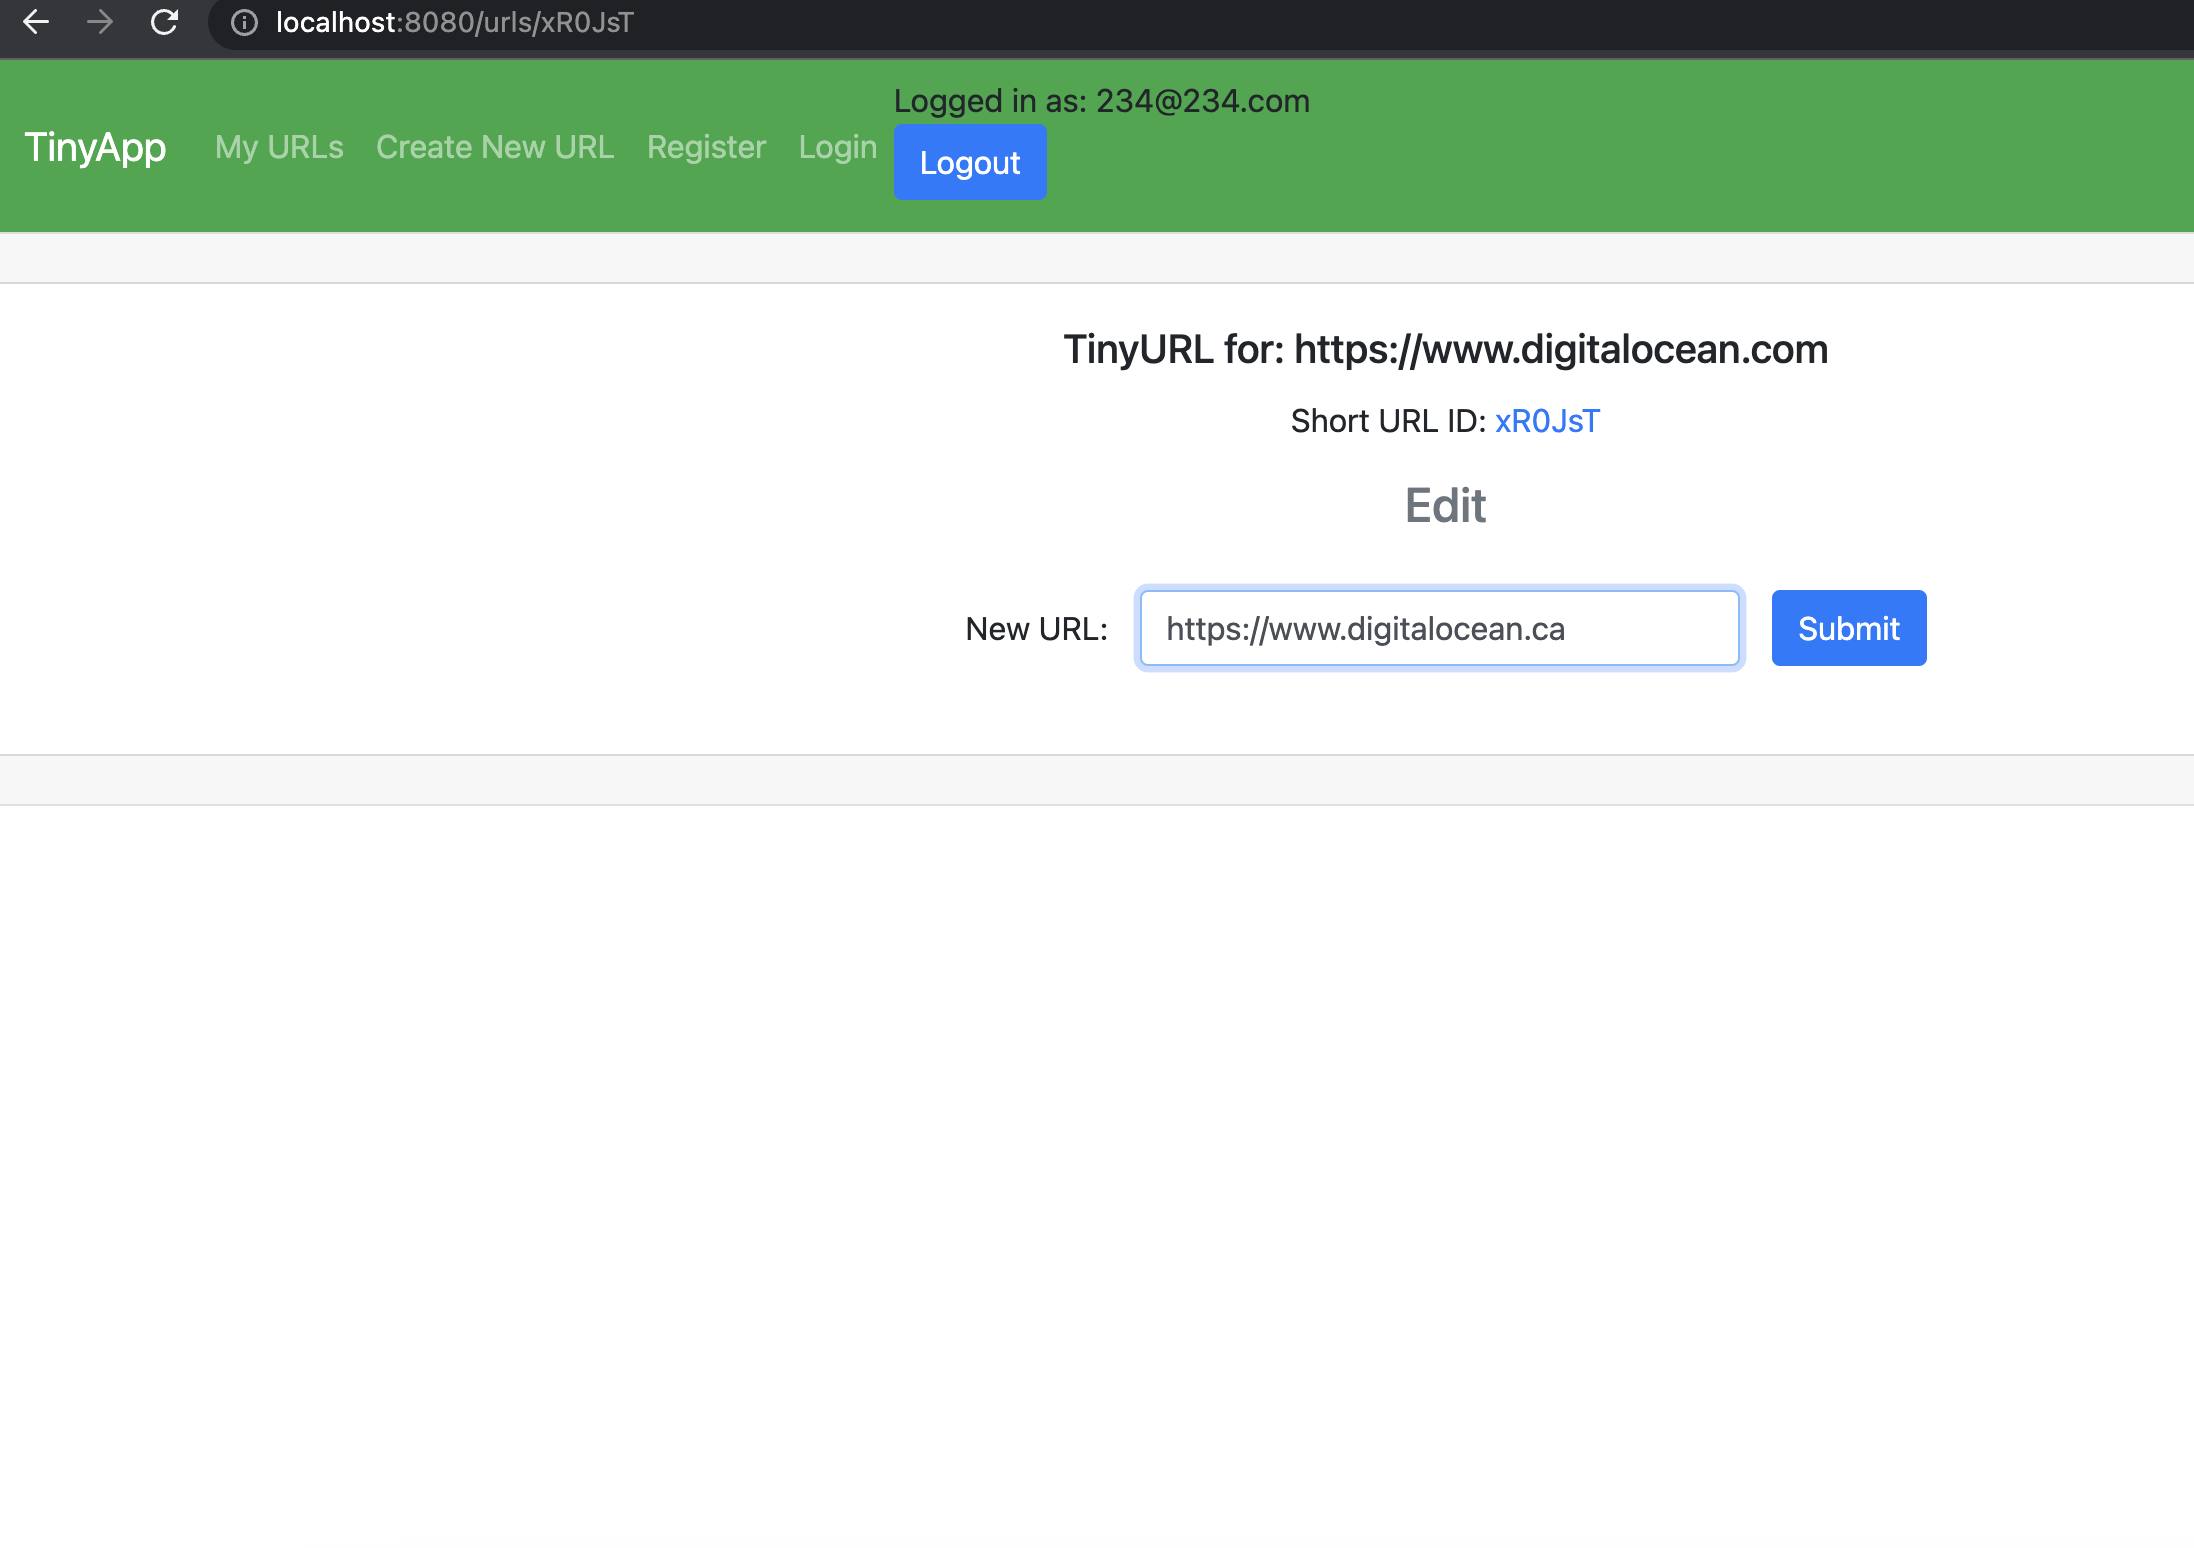 localhost:8080/urls/xR0JsT
Logged in as: 234@234.com
TinyApp My URLs Create New URL Register Login
Logout
TinyURL for: https://www.digitalocean.com
Short URL ID: xR0JsT
Edit
New URL: https://www.digitalocean.ca Submit